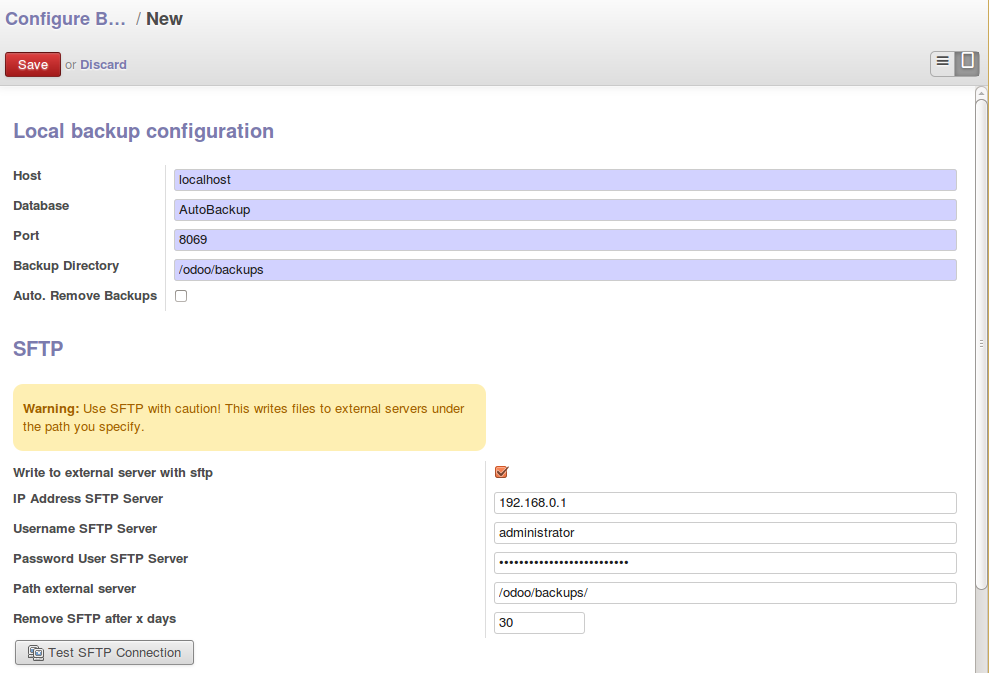 Configure B... / New
Save or Discard
Local backup configuration
Host localhost
Database AutoBackup
Port 8069
Backup Directory /odoo/backups
Auto. Remove Backups
SFTP
Warning: Use SFTP with caution! This writes files to external servers under
the path you specify.
Write to external server with sftp
IP Address SFTP Server 192.168.0.1
Username SFTP Server administrator
Password User SFTP Server ••••••••••••••••••••••••••
Path external server /odoo/backups/
Remove SFTP after x days 30
Test SFTP Connection